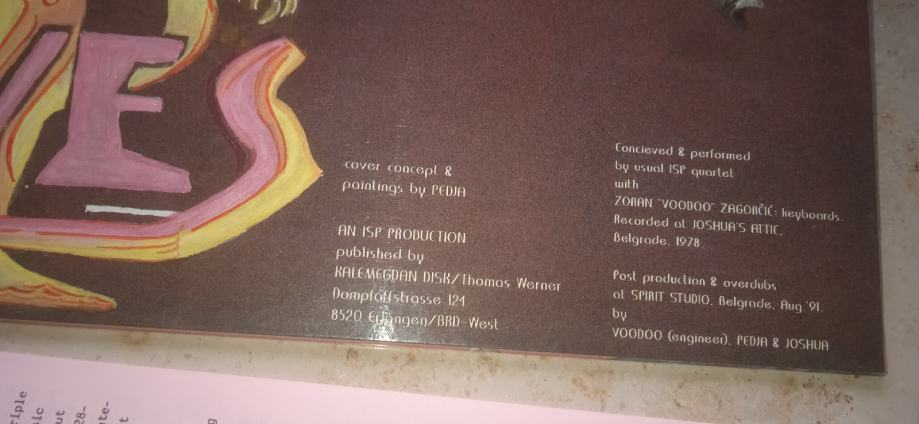 ES
cover concept &
paintings by PEDJA
AN ISP PRODUCTION
published by
KALEMEGDAN DISK/Thomas Werner
Dompfaffstrasse 124
8520 Erlangen/BRD-West
Concieved & performed
by usual ISP quartet
with
ZORAN "VOODOO" ZAGORČIĆ: keyboards.
Recorded at JOSHUA'S ATTIC,
Belgrade, 1978.
Post production & overdubs
at SPIRIT STUDIO, Belgrade, Aug '91.
by
VOODOO (engineer), PEDJA & JOSHUA